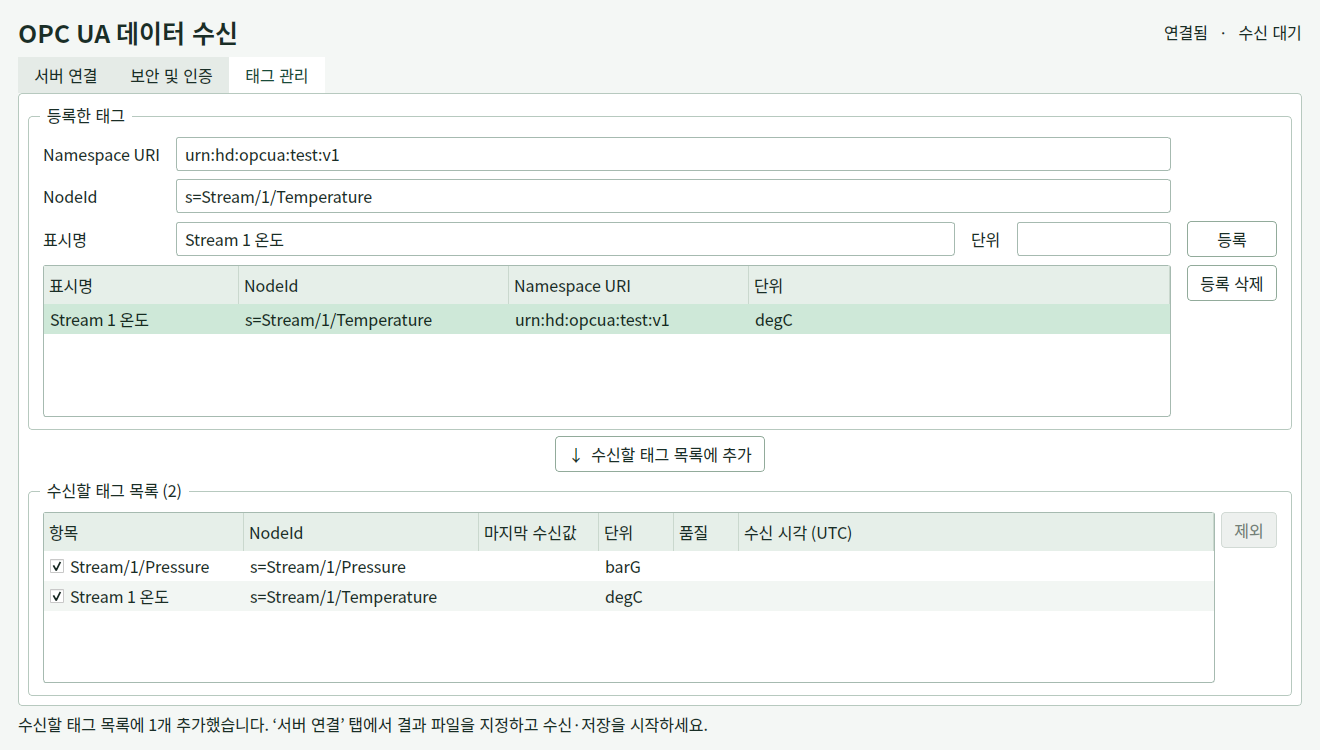 OPC UA 데이터 수신
연결됨 · 수신 대기
서버 연결 보안 및 인증 태그 관리
등록한 태그
Namespace URI urn:hd:opcua:test:v1
NodeId s=Stream/1/Temperature
표시명 Stream 1 온도 단위 등록
표시명 NodeId Namespace URI 단위 등록 삭제
Stream 1 온도 s=Stream/1/Temperature urn:hd:opcua:test:v1 degC
↓ 수신할 태그 목록에 추가
수신할 태그 목록 (2)
항목 NodeId 마지막 수신값 단위 품질 수신 시각 (UTC) 제외
Stream/1/Pressure s=Stream/1/Pressure barG
Stream 1 온도 s=Stream/1/Temperature degC
수신할 태그 목록에 1개 추가했습니다. ‘서버 연결’ 탭에서 결과 파일을 지정하고 수신·저장을 시작하세요.